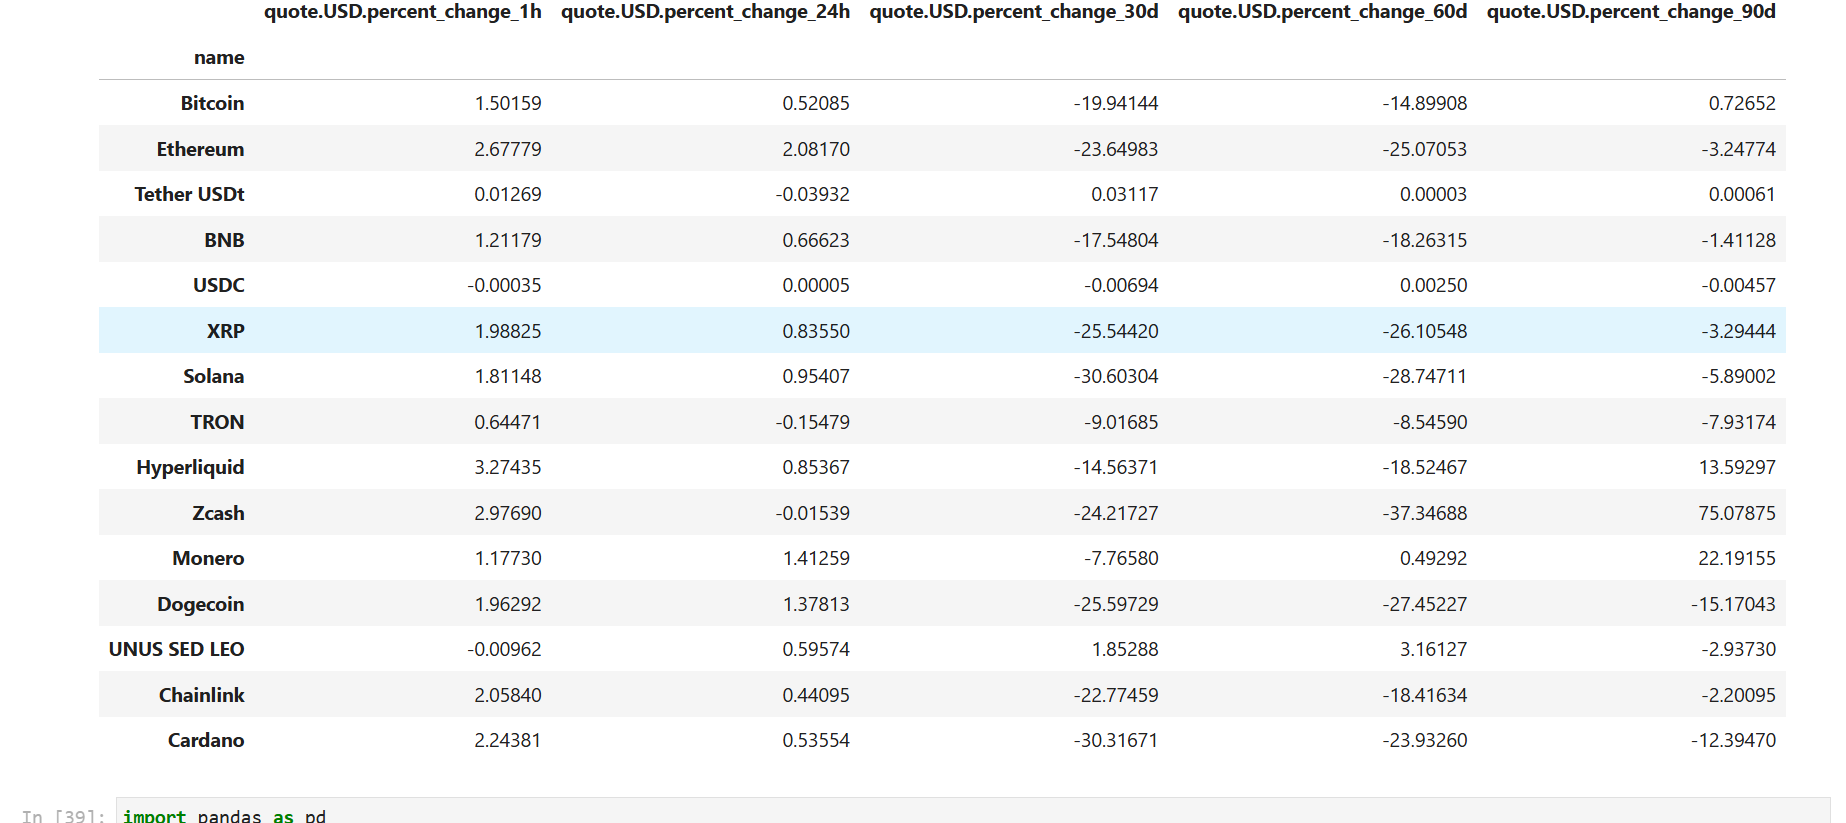 quote.USD.percent_change_1h quote.USD.percent_change_24h quote.USD.percent_change_30d quote.USD.percent_change_60d quote.USD.percent_change_90d
name
Bitcoin 1.50159 0.52085 -19.94144 -14.89908 0.72652
Ethereum 2.67779 2.08170 -23.64983 -25.07053 -3.24774
Tether USDt 0.01269 -0.03932 0.03117 0.00003 0.00061
BNB 1.21179 0.66623 -17.54804 -18.26315 -1.41128
USDC -0.00035 0.00005 -0.00694 0.00250 -0.00457
XRP 1.98825 0.83550 -25.54420 -26.10548 -3.29444
Solana 1.81148 0.95407 -30.60304 -28.74711 -5.89002
TRON 0.64471 -0.15479 -9.01685 -8.54590 -7.93174
Hyperliquid 3.27435 0.85367 -14.56371 -18.52467 13.59297
Zcash 2.97690 -0.01539 -24.21727 -37.34688 75.07875
Monero 1.17730 1.41259 -7.76580 0.49292 22.19155
Dogecoin 1.96292 1.37813 -25.59729 -27.45227 -15.17043
UNUS SED LEO -0.00962 0.59574 1.85288 3.16127 -2.93730
Chainlink 2.05840 0.44095 -22.77459 -18.41634 -2.20095
Cardano 2.24381 0.53554 -30.31671 -23.93260 -12.39470
In [39]: import pandas as pd